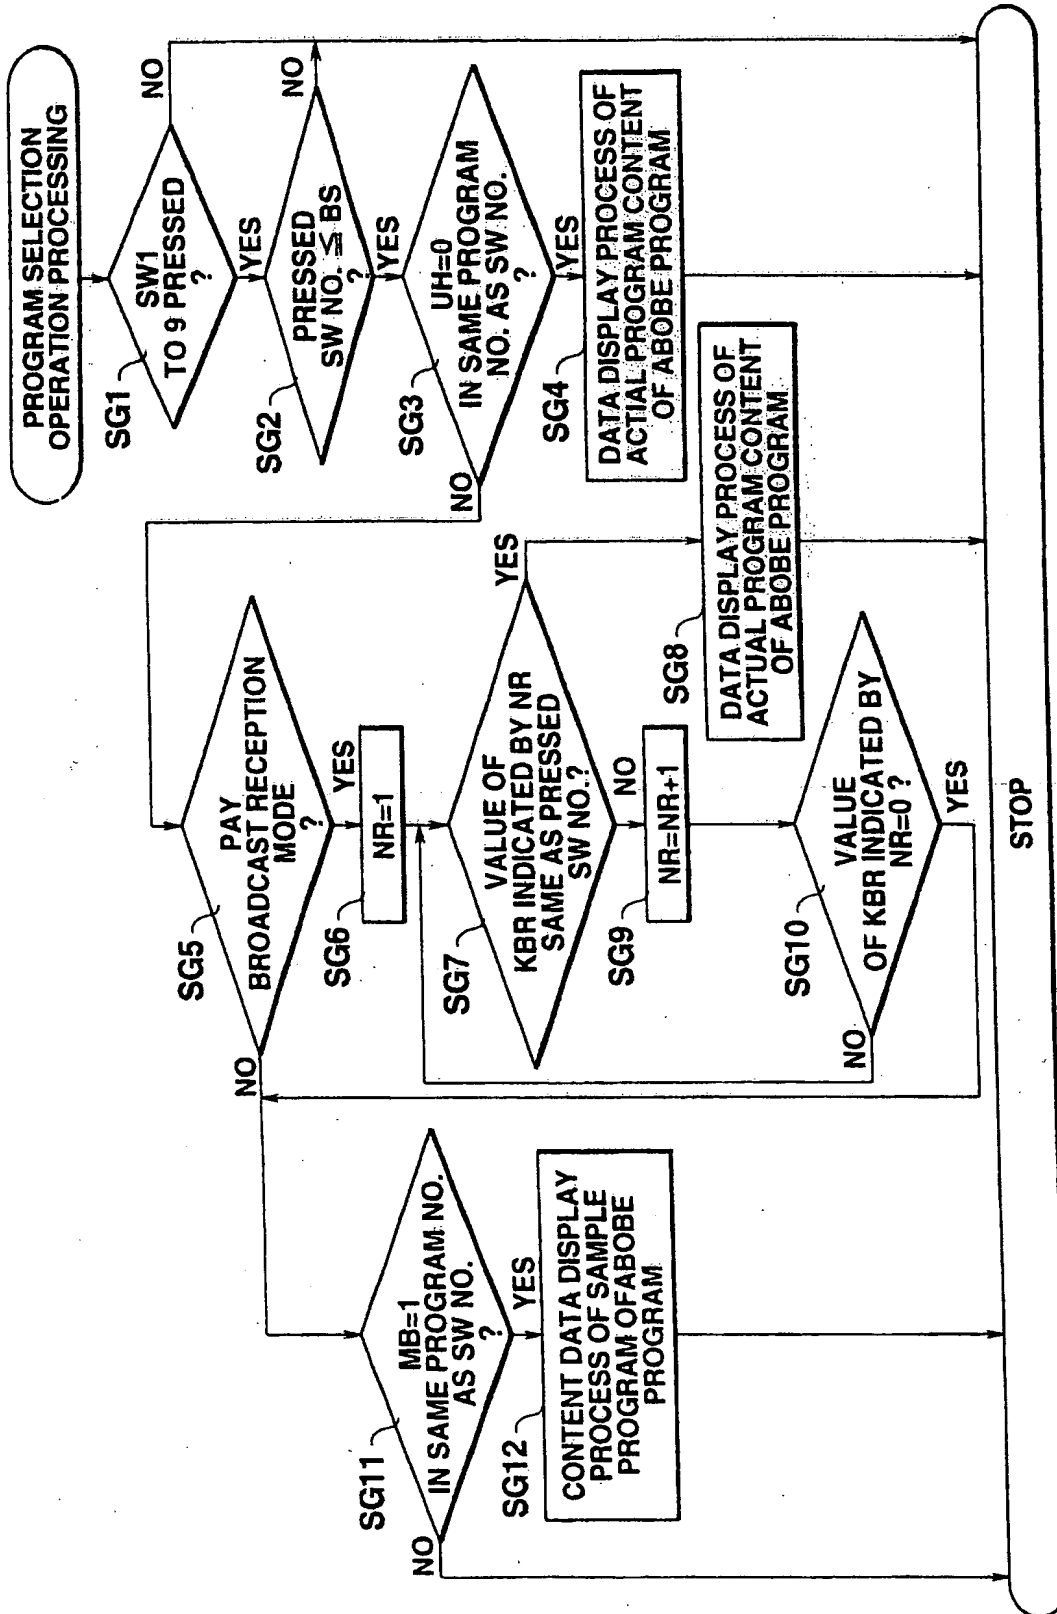 PROGRAM SELECTION
OPERATION PROCESSING
SG1
SW1
TO 9 PRESSED
?
NO
YES
SG2
PRESSED
SW NO. ≦ BS
?
NO
YES
SG3
UH=0
IN SAME PROGRAM
NO. AS SW NO.
?
NO
YES
SG4
DATA DISPLAY PROCESS OF
ACTIAL PROGRAM CONTENT
OF ABOBE PROGRAM
SG5
PAY
BROADCAST RECEPTION
MODE
?
NO
YES
SG6
NR=1
SG7
VALUE OF
KBR INDICATED BY NR
SAME AS PRESSED
SW NO.?
YES
NO
SG8
DATA DISPLAY PROCESS OF
ACTUAL PROGRAM CONTENT
OF ABOBE PROGRAM
SG9
NR=NR+1
SG10
VALUE
OF KBR INDICATED BY
NR=0 ?
NO
YES
SG11
MB=1
IN SAME PROGRAM NO.
AS SW NO.
?
NO
YES
SG12
CONTENT DATA DISPLAY
PROCESS OF SAMPLE
PROGRAM OFABOBE
PROGRAM
STOP